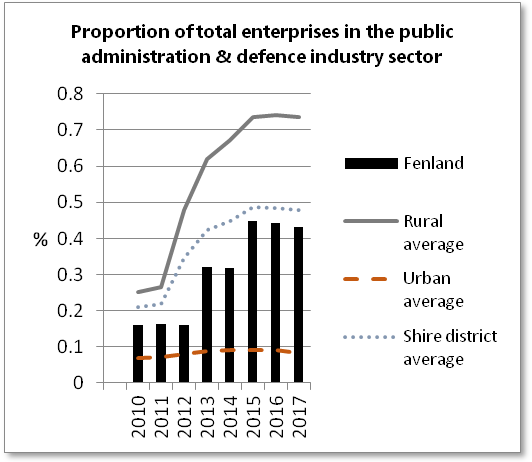 Proportion of total enterprises in the public
administration & defence industry sector
0.8
0.7
0.6
0.5
0.4
0.3
0.2
0.1
0
%
2010
2011
2012
2013
2014
2015
2016
2017
Fenland
Rural
average
Urban
average
Shire district
average